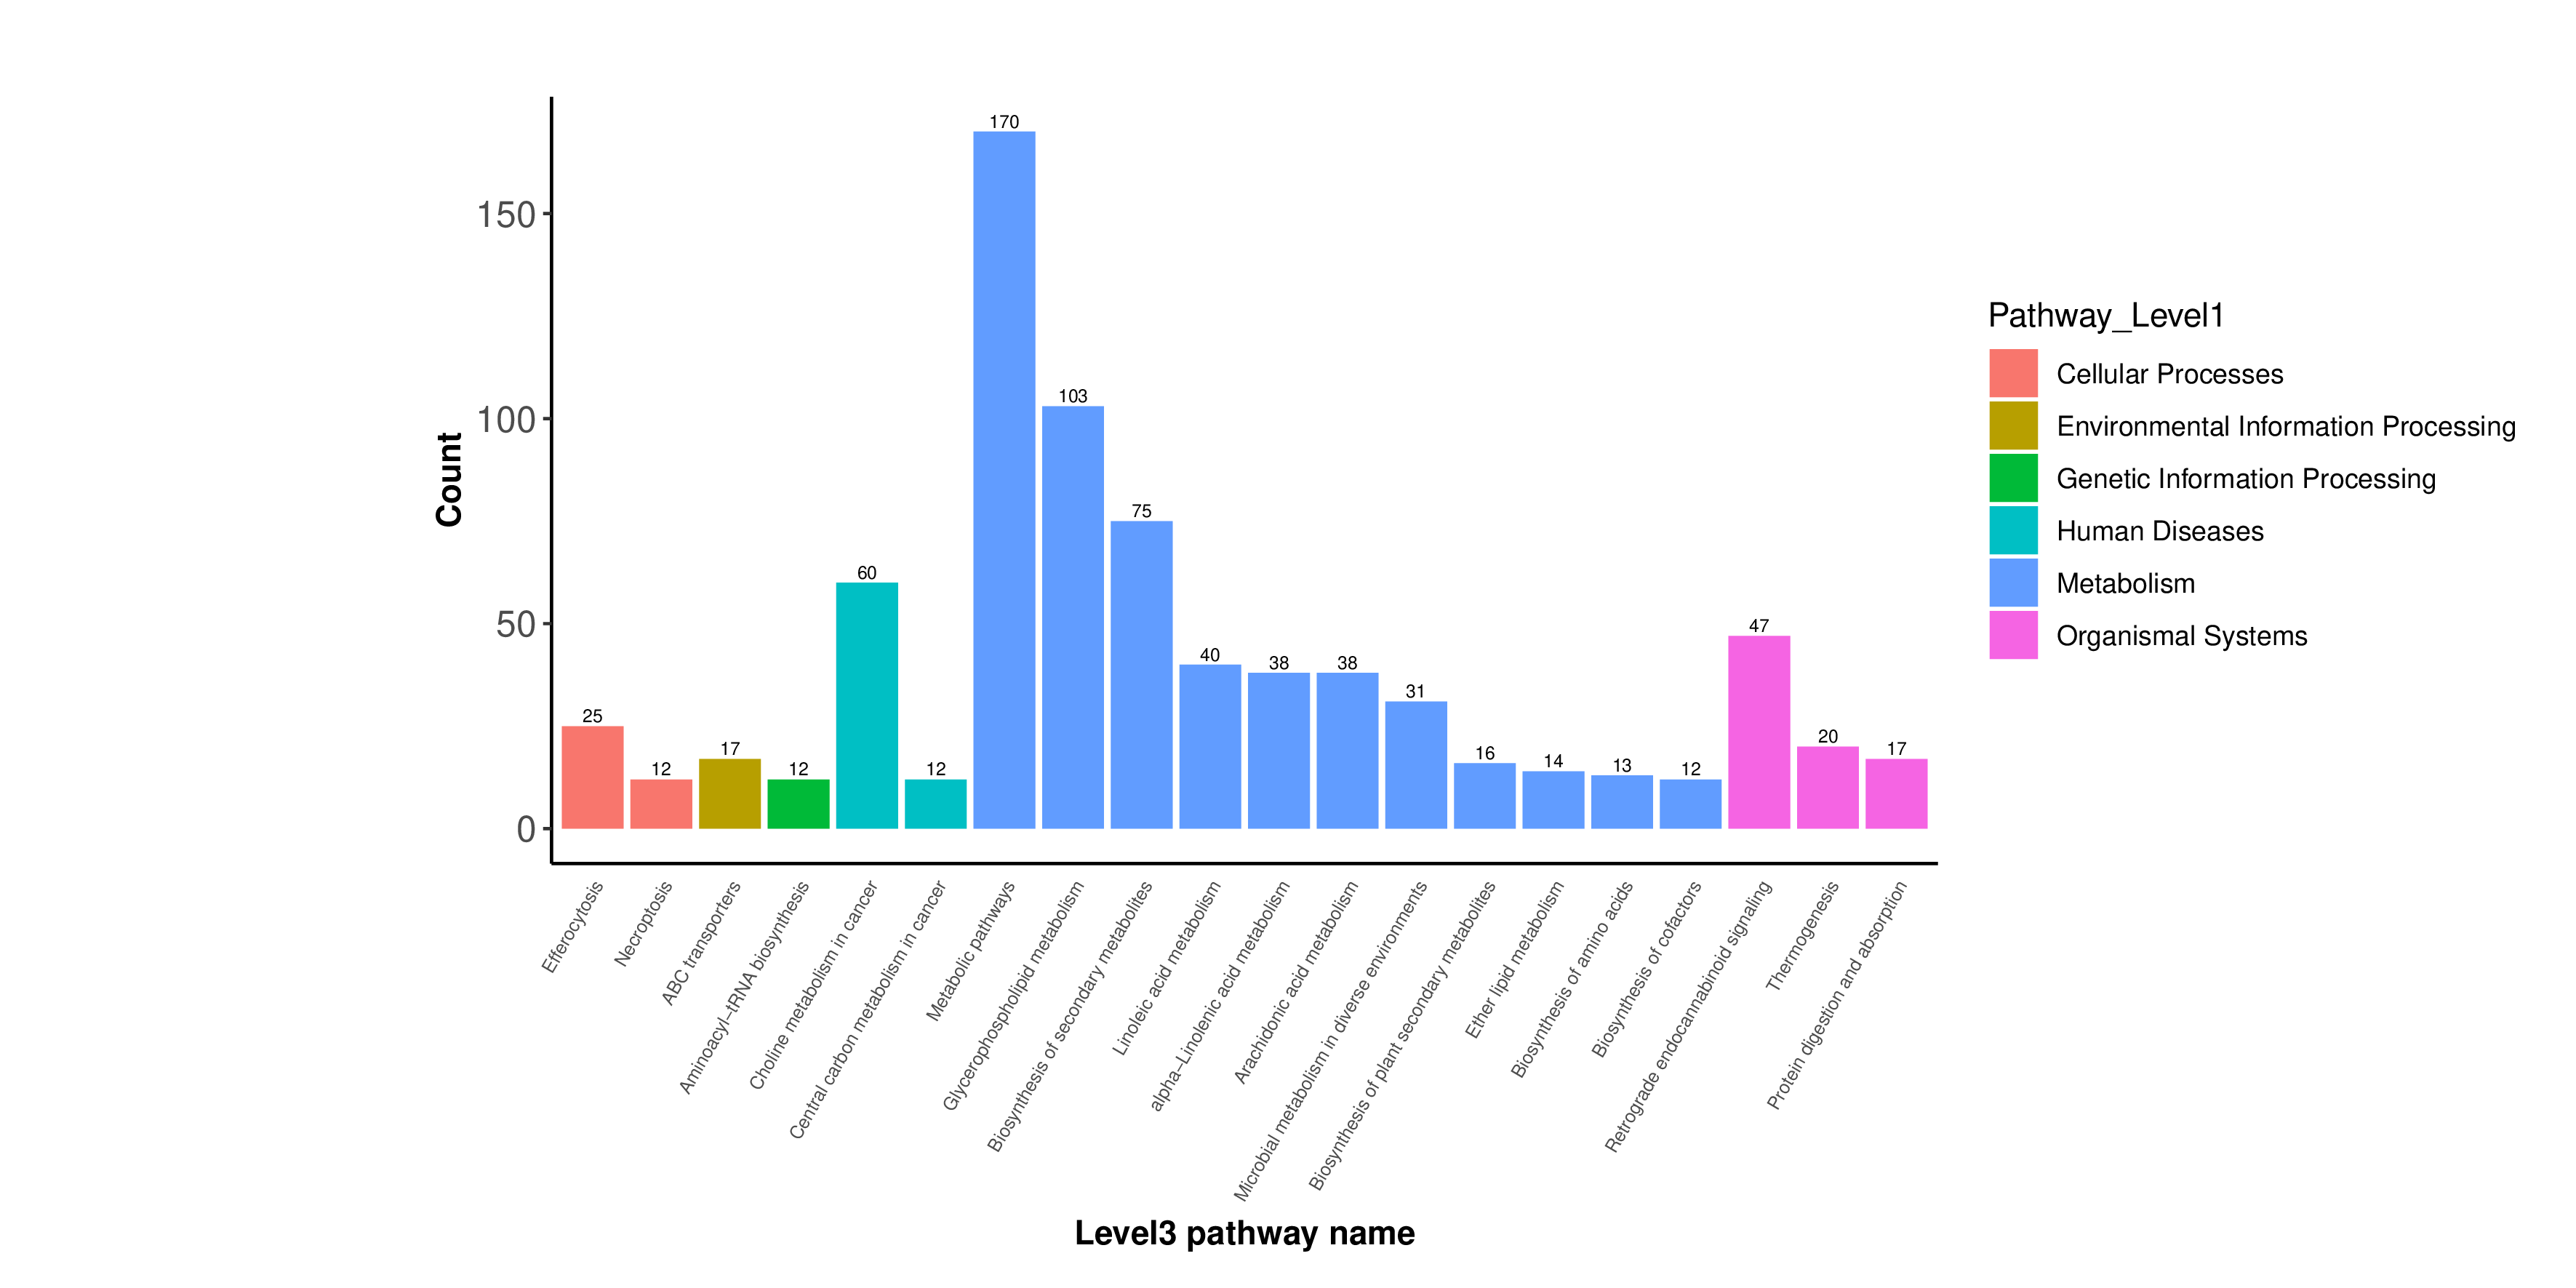 170
150
103
100
75
60
50
47
40
38
38
31
25
20
17
17
16
14
13
12
12
12
12
0
Count
Efferocytosis
Necroptosis
ABC transporters
Aminoacyl−tRNA biosynthesis
Choline metabolism in cancer
Central carbon metabolism in cancer
Metabolic pathways
Glycerophospholipid metabolism
Biosynthesis of secondary metabolites
Linoleic acid metabolism
alpha−Linolenic acid metabolism
Arachidonic acid metabolism
Microbial metabolism in diverse environments
Biosynthesis of plant secondary metabolites
Ether lipid metabolism
Biosynthesis of amino acids
Biosynthesis of cofactors
Retrograde endocannabinoid signaling
Thermogenesis
Protein digestion and absorption
Level3 pathway name
Pathway_Level1
Cellular Processes
Environmental Information Processing
Genetic Information Processing
Human Diseases
Metabolism
Organismal Systems